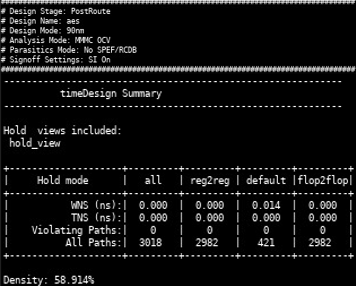 ################################################################################
# Design Stage: PostRoute
# Design Name: aes
# Design Mode: 90nm
# Analysis Mode: MMMC OCV
# Parasitics Mode: No SPEF/RCDB
# Signoff Settings: SI On
################################################################################
------------------------------------------------------------
          timeDesign Summary
------------------------------------------------------------
Hold  views included:
 hold_view
+--------------------+---------+---------+---------+---------+
|     Hold mode      |   all   | reg2reg | default |flop2flop|
+--------------------+---------+---------+---------+---------+
|           WNS (ns):|  0.000  |  0.000  |  0.014  |  0.000  |
|           TNS (ns):|  0.000  |  0.000  |  0.000  |  0.000  |
|    Violating Paths:|    0    |    0    |    0    |    0    |
|          All Paths:|  3018   |  2982   |   421   |  2982   |
+--------------------+---------+---------+---------+---------+
Density: 58.914%